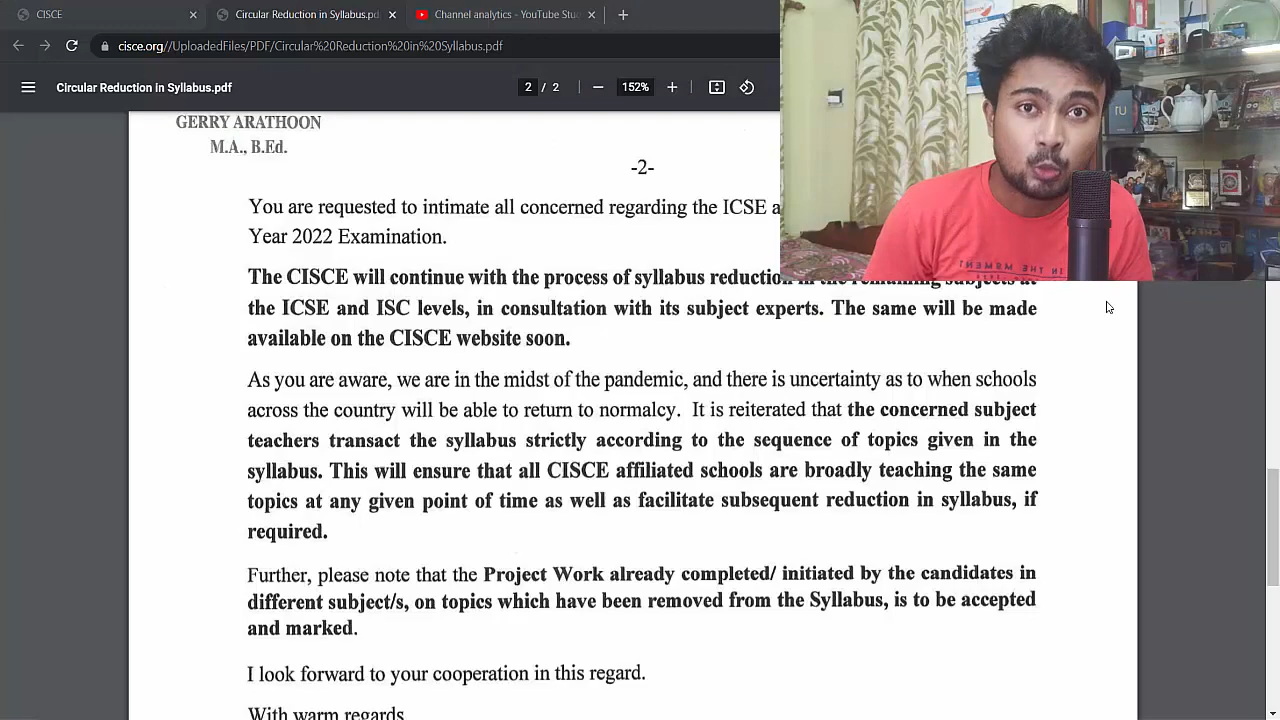 CISCE
Circular Reduction in Syllabus.pd
Channel analytics - YouTube Stu
cisce.org//UploadedFiles/PDF/Circular%20Reduction%20in%20Syllabus.pdf
Circular Reduction in Syllabus.pdf
2 / 2
152%
GERRY ARATHOON
M.A., B.Ed.
-2-
You are requested to intimate all concerned regarding the ICSE a
Year 2022 Examination.
The CISCE will continue with the process of syllabus reduction in the remaining subjects at
the ICSE and ISC levels, in consultation with its subject experts. The same will be made
available on the CISCE website soon.
As you are aware, we are in the midst of the pandemic, and there is uncertainty as to when schools
across the country will be able to return to normalcy. It is reiterated that the concerned subject
teachers transact the syllabus strictly according to the sequence of topics given in the
syllabus. This will ensure that all CISCE affiliated schools are broadly teaching the same
topics at any given point of time as well as facilitate subsequent reduction in syllabus, if
required.
Further, please note that the Project Work already completed/ initiated by the candidates in
different subject/s, on topics which have been removed from the Syllabus, is to be accepted
and marked.
I look forward to your cooperation in this regard.
With warm regards
IN THE MOMENT